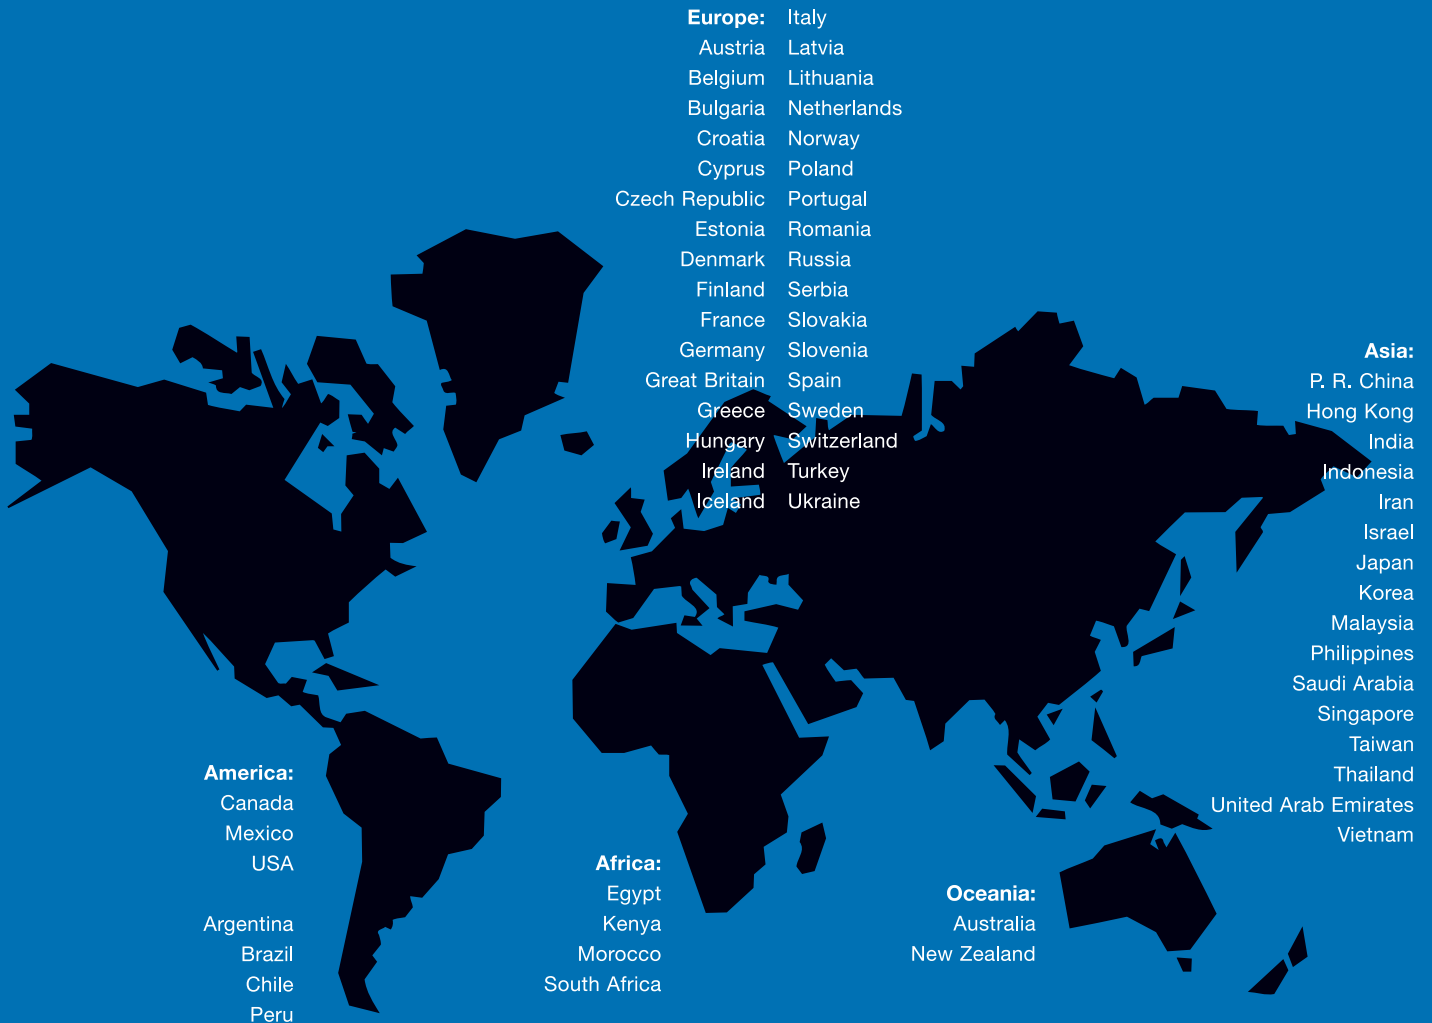 Europe:
Austria
Belgium
Bulgaria
Croatia
Cyprus
Czech Republic
Estonia
Denmark
Finland
France
Germany
Great Britain
Greece
Hungary
Ireland
Iceland
Italy
Latvia
Lithuania
Netherlands
Norway
Poland
Portugal
Romania
Russia
Serbia
Slovakia
Slovenia
Spain
Sweden
Switzerland
Turkey
Ukraine
Asia:
P. R. China
Hong Kong
India
Indonesia
Iran
Israel
Japan
Korea
Malaysia
Philippines
Saudi Arabia
Singapore
Taiwan
Thailand
United Arab Emirates
Vietnam
America:
Canada
Mexico
USA
Argentina
Brazil
Chile
Peru
Africa:
Egypt
Kenya
Morocco
South Africa
Oceania:
Australia
New Zealand